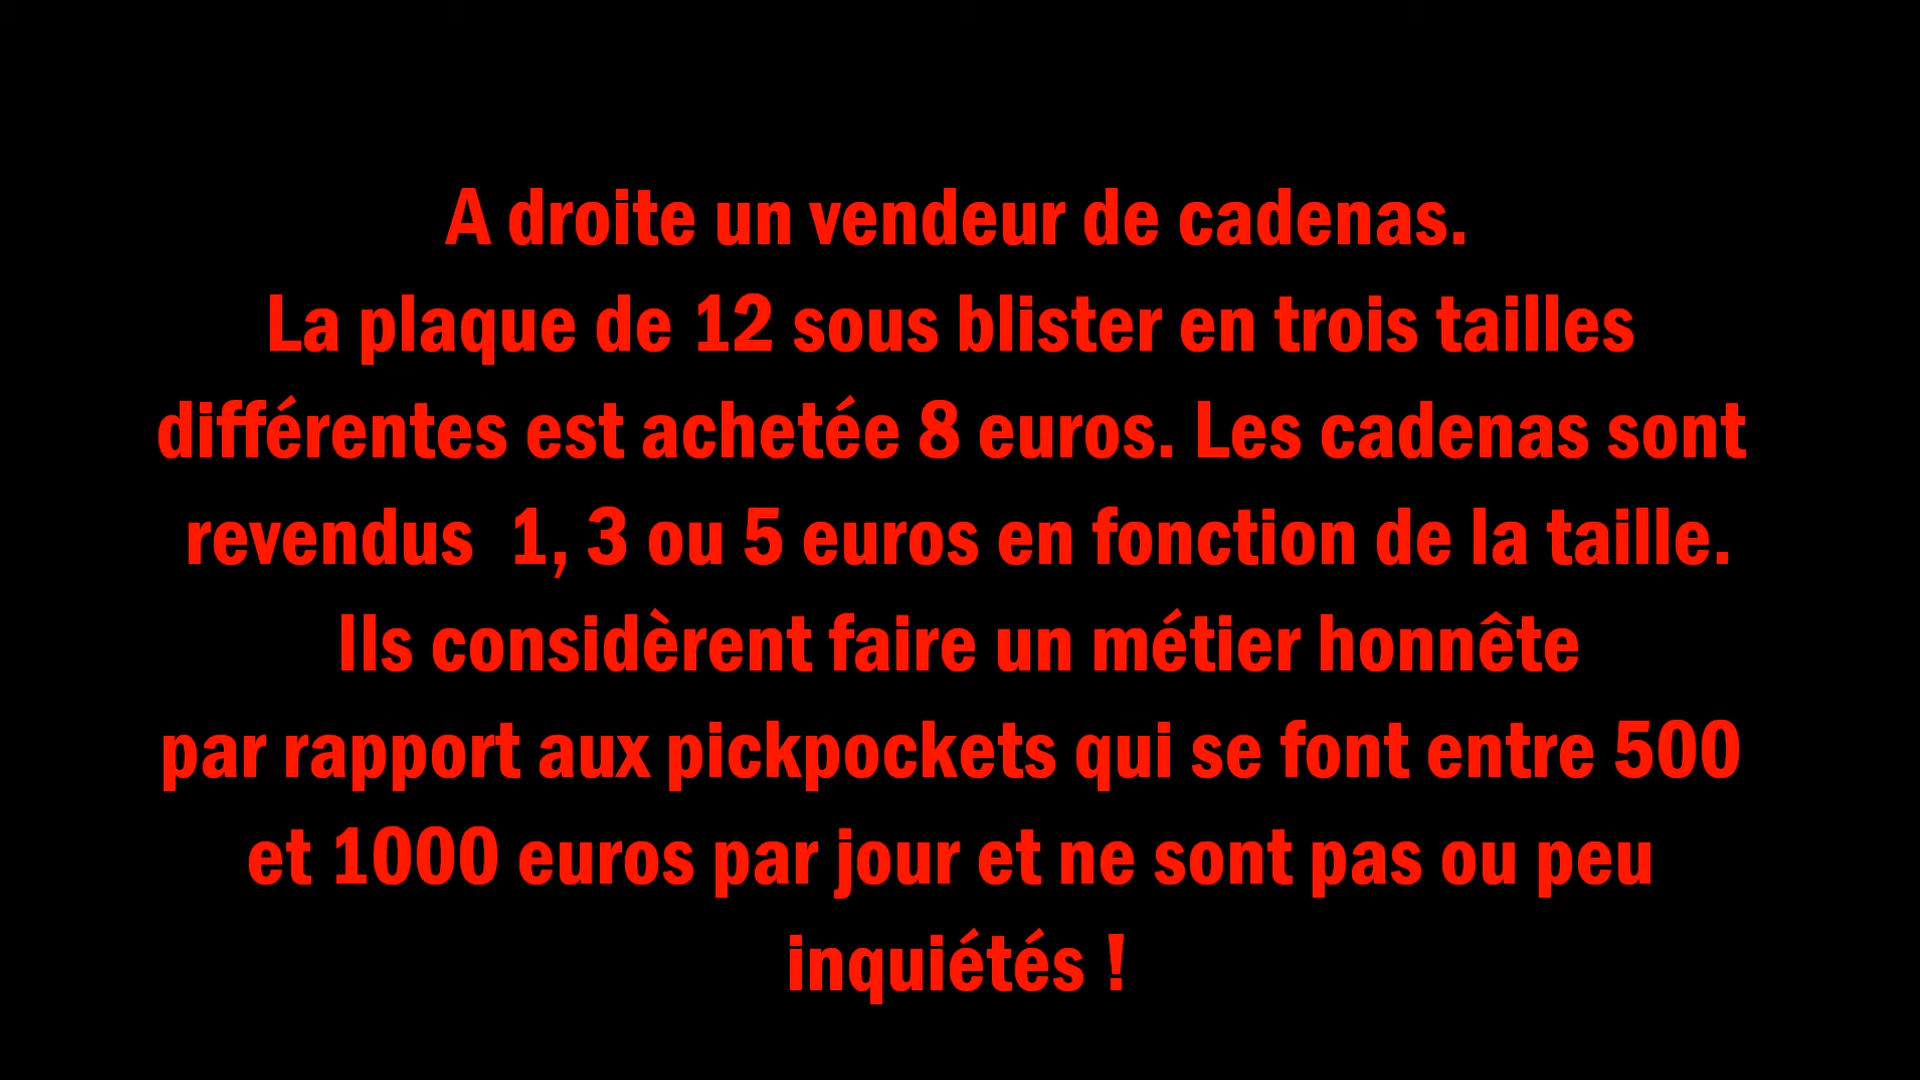 A droite un vendeur de cadenas.
La plaque de 12 sous blister en trois tailles
différentes est achetée 8 euros. Les cadenas sont
revendus  1, 3 ou 5 euros en fonction de la taille.
Ils considèrent faire un métier honnête
par rapport aux pickpockets qui se font entre 500
et 1000 euros par jour et ne sont pas ou peu
inquiétés !